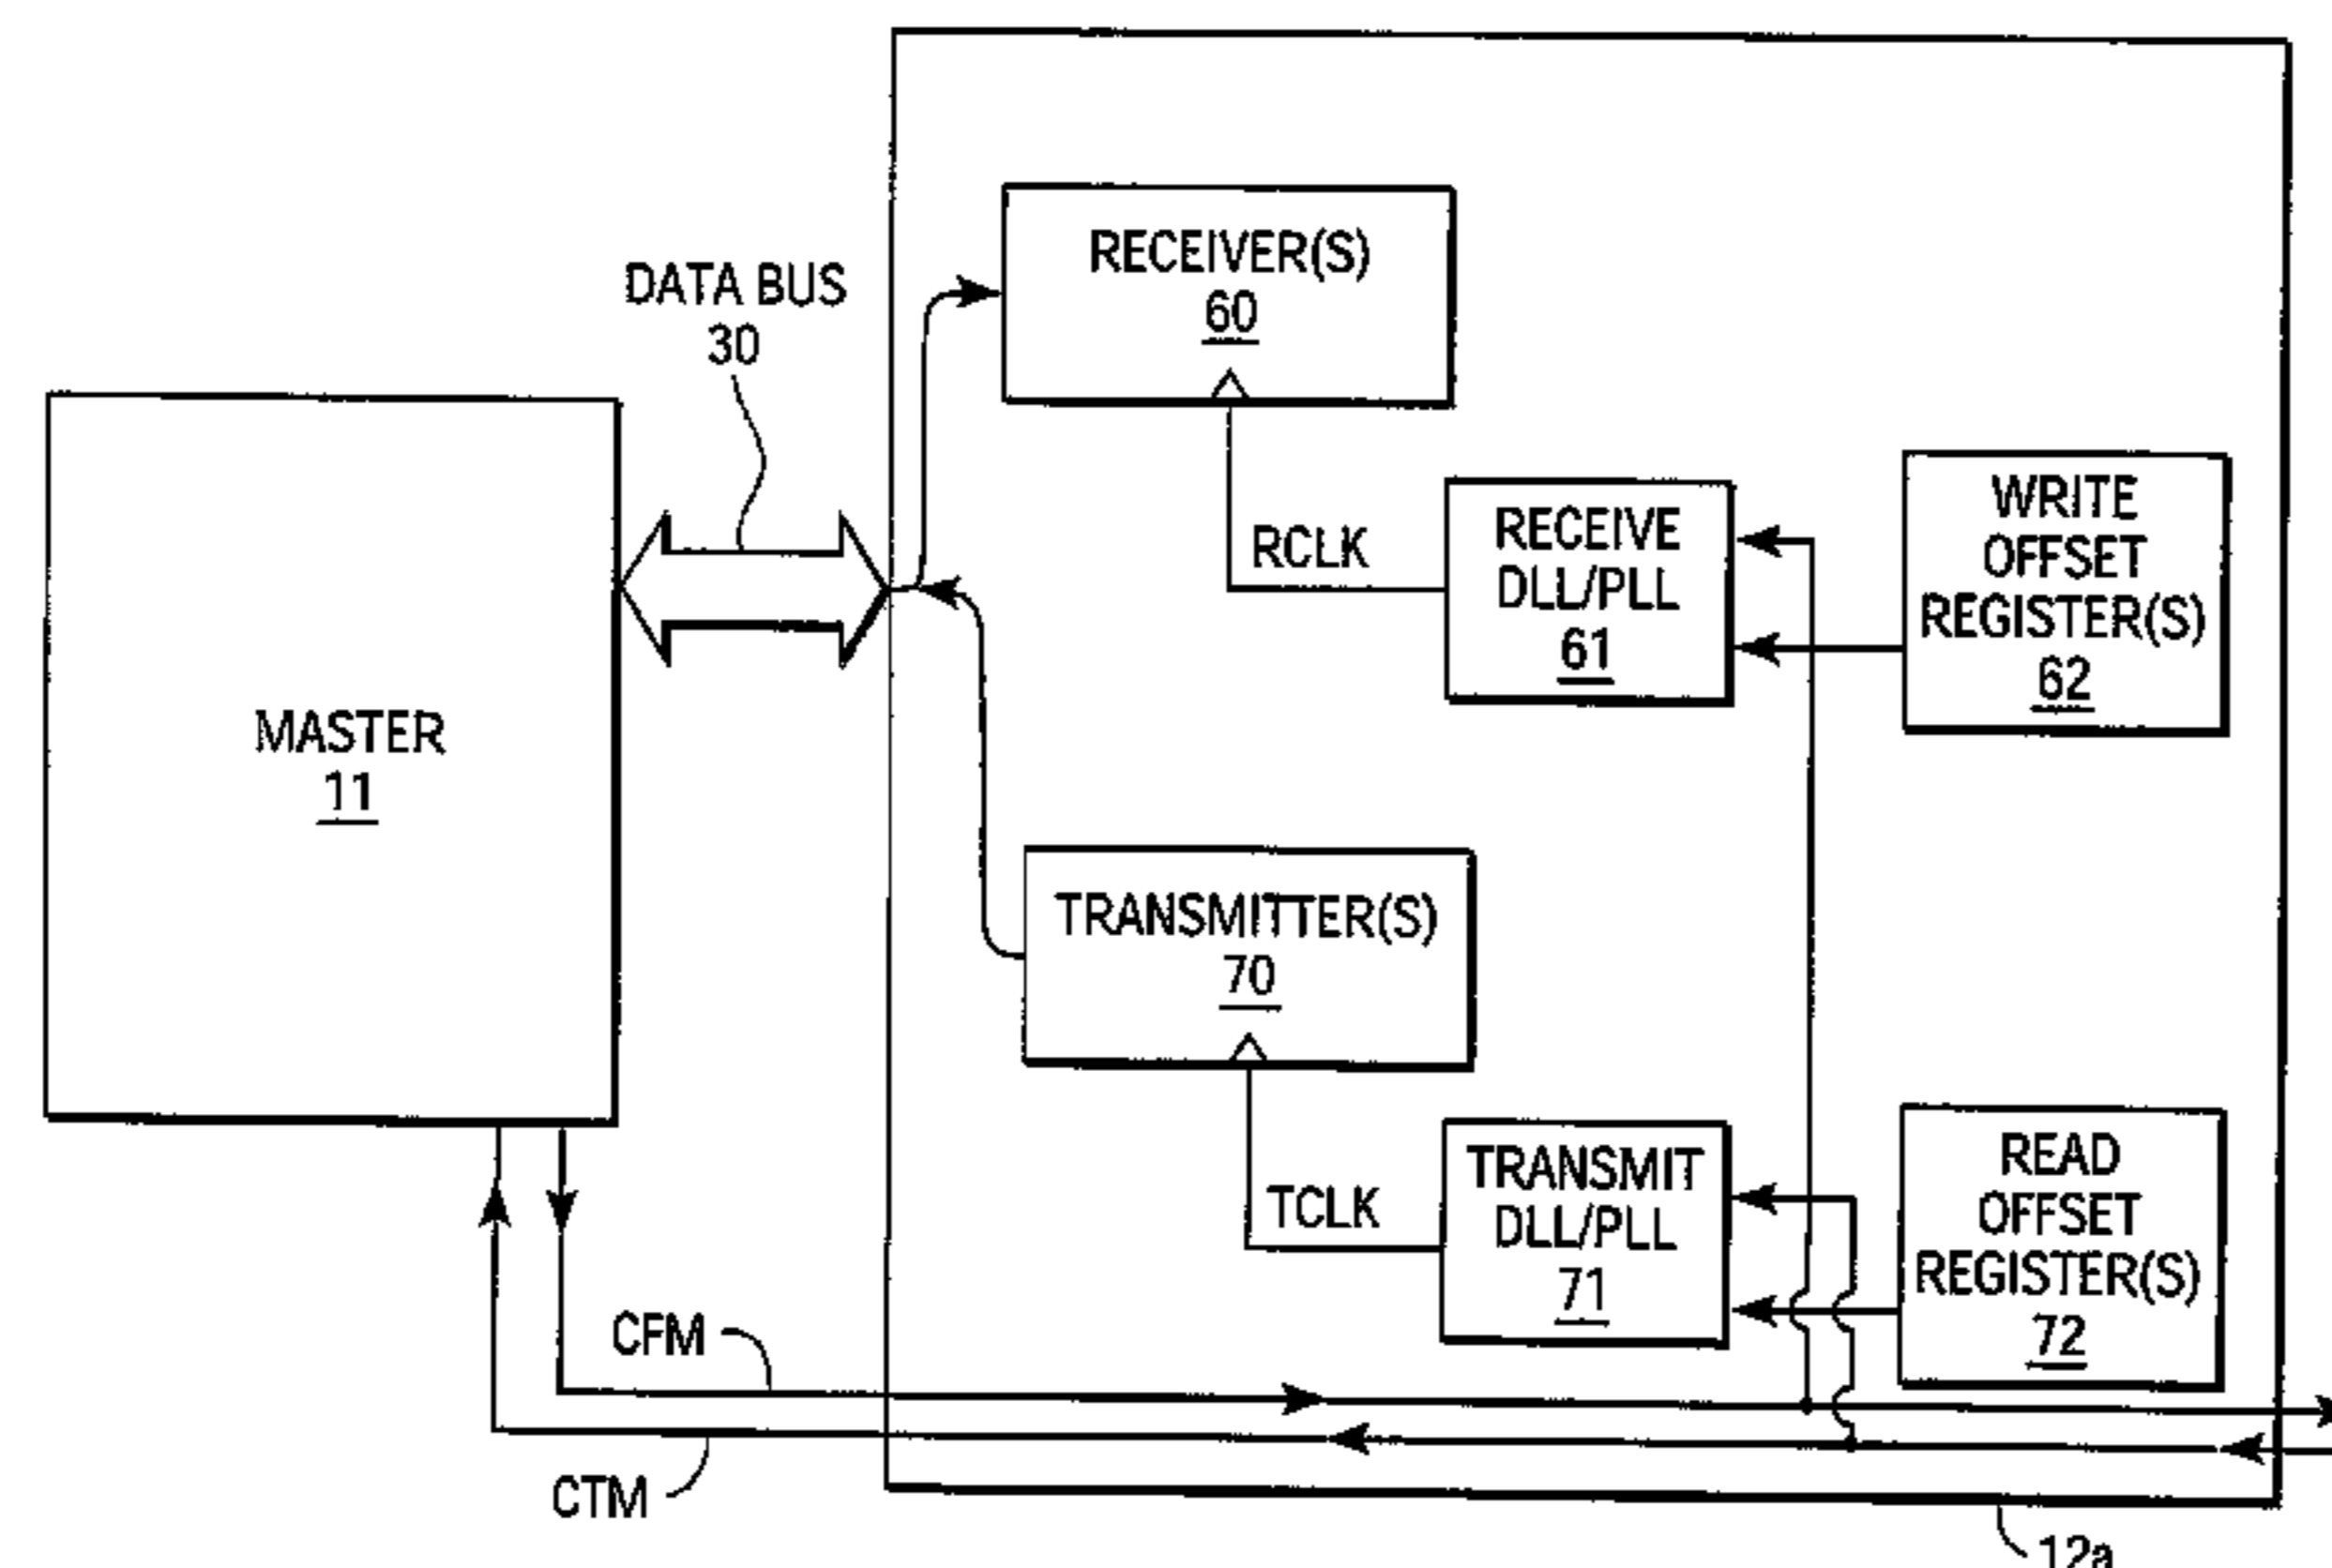 DATA BUS
30
RECEIVER(S)
60
RCLK
RECEIVE
DLL/PLL
61
WRITE
OFFSET
REGISTER(S)
62
MASTER
11
TRANSMITTER(S)
70
TCLK
TRANSMIT
DLL/PLL
71
READ
OFFSET
REGISTER(S)
72
CFM
CTM
12a